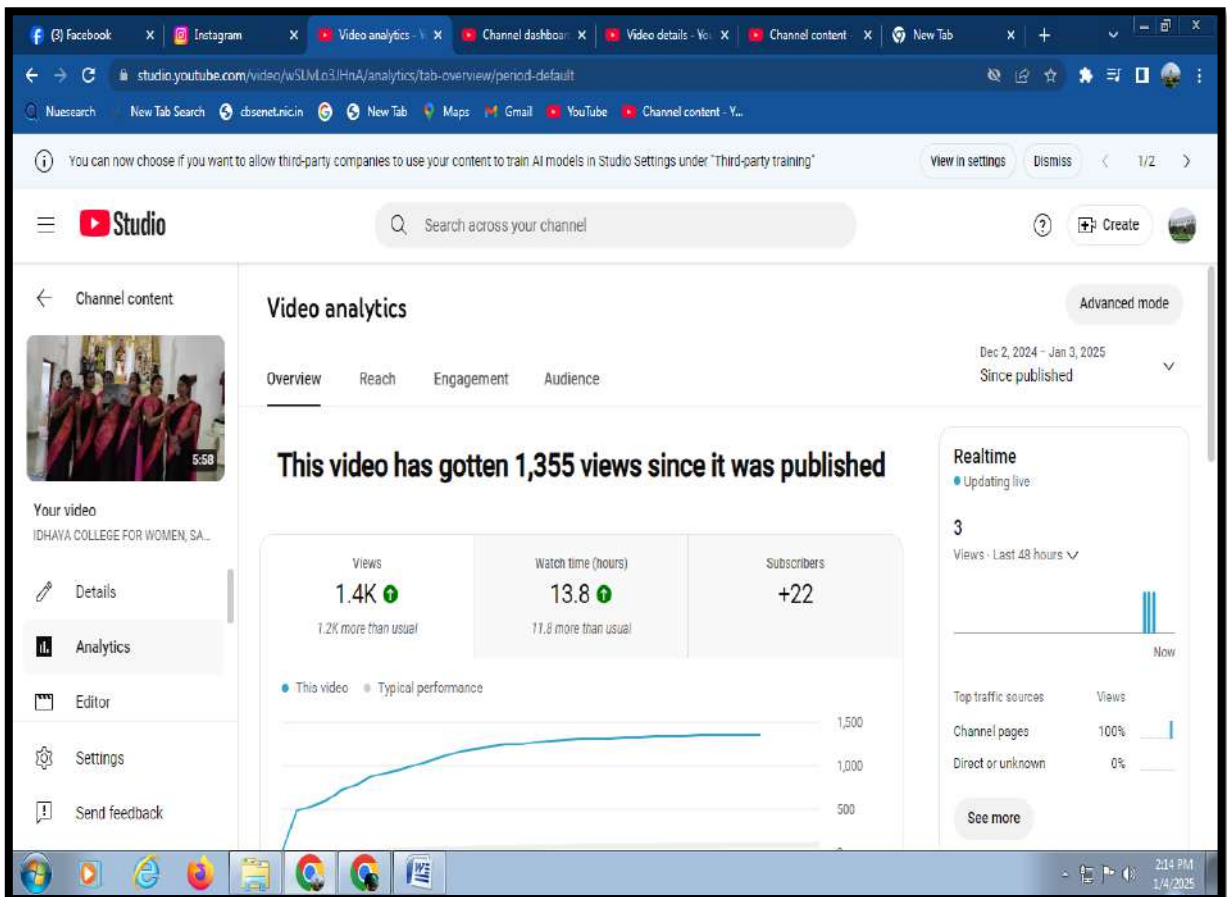 (3) Facebook
Instagram
Video analytics - Y
Channel dashboar
Video details - You
Channel content
New Tab
studio.youtube.com/video/wSUvLo3JHnA/analytics/tab-overview/period-default
Nuesearch
New Tab Search
cbsenet.nic.in
New Tab
Maps
Gmail
YouTube
Channel content - Y...
You can now choose if you want to allow third-party companies to use your content to train AI models in Studio Settings under "Third-party training"
View in settings
Dismiss
1/2
Studio
Search across your channel
Create
Channel content
5:58
Your video
IDHAYA COLLEGE FOR WOMEN, SA...
Details
Analytics
Editor
Settings
Send feedback
Video analytics
Advanced mode
Overview
Reach
Engagement
Audience
Dec 2, 2024 – Jan 3, 2025
Since published
This video has gotten 1,355 views since it was published
Views
1.4K
1.2K more than usual
Watch time (hours)
13.8
11.8 more than usual
Subscribers
+22
This video
Typical performance
1,500
1,000
500
Realtime
Updating live
3
Views · Last 48 hours
Now
Top traffic sources
Views
Channel pages
100%
Direct or unknown
0%
See more
2:14 PM
1/4/2025